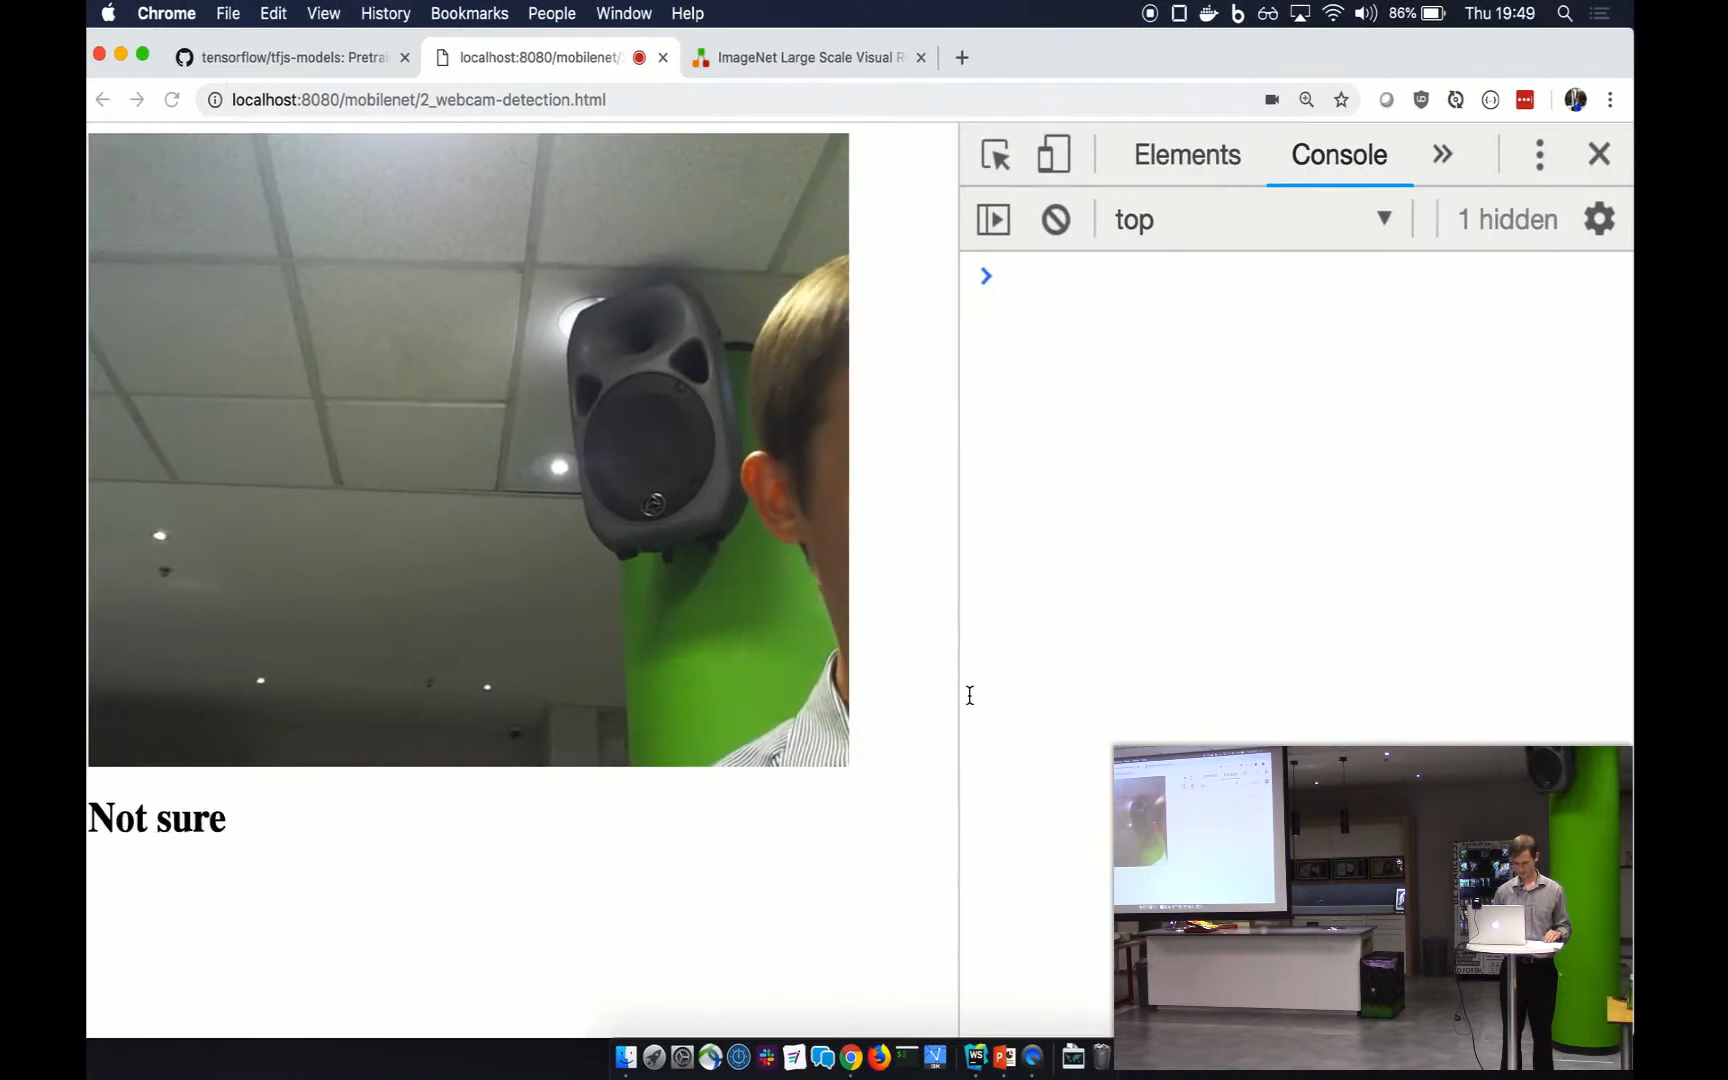 Chrome File Edit View History Bookmarks People Window Help 86% Thu 19:49
tensorflow/tfjs-models: Pretrai localhost:8080/mobilenet/ ImageNet Large Scale Visual R
localhost:8080/mobilenet/2_webcam-detection.html
Elements Console
top 1 hidden
Not sure